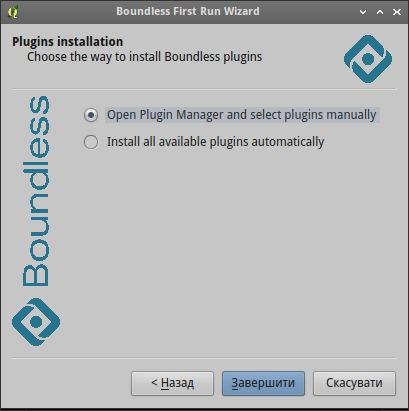 Boundless First Run Wizard
Plugins installation
Choose the way to install Boundless plugins
Boundless
Open Plugin Manager and select plugins manually
Install all available plugins automatically
< Назад
Завершити
Скасувати